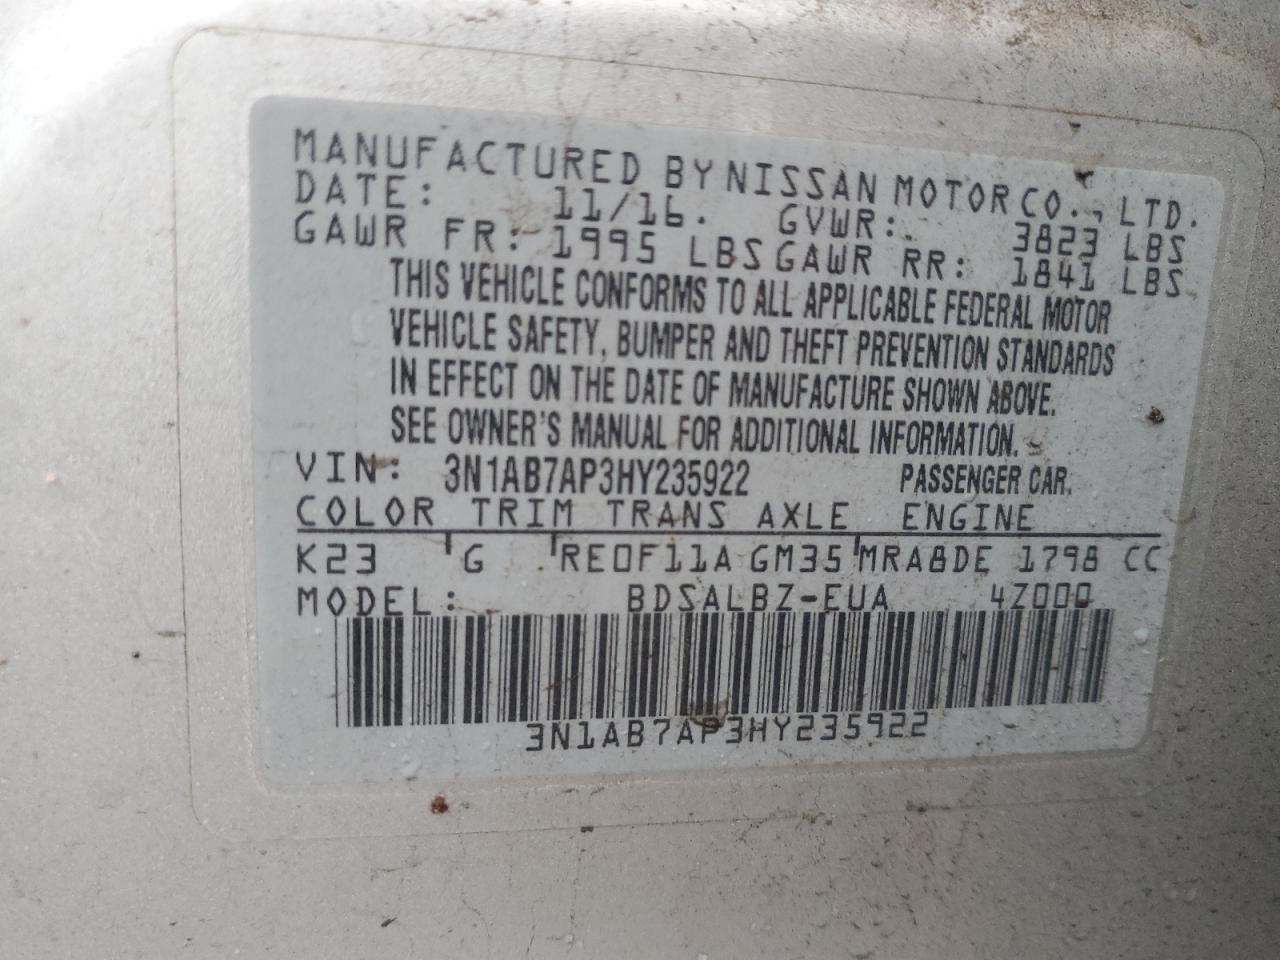 MANUFACTURED BY NISSAN MOTOR CO., LTD.
DATE: 11/16. GVWR: 3823 LBS
GAWR FR: 1995 LBS GAWR RR: 1841 LBS
THIS VEHICLE CONFORMS TO ALL APPLICABLE FEDERAL MOTOR
VEHICLE SAFETY, BUMPER AND THEFT PREVENTION STANDARDS
IN EFFECT ON THE DATE OF MANUFACTURE SHOWN ABOVE.
SEE OWNER'S MANUAL FOR ADDITIONAL INFORMATION.
VIN: 3N1AB7AP3HY235922 PASSENGER CAR.
COLOR TRIM TRANS AXLE ENGINE
K23 G RE0F11A GM35 MRA8DE 1798 CC
MODEL: BDSALBZ-EUA 4Z000
3N1AB7AP3HY235922